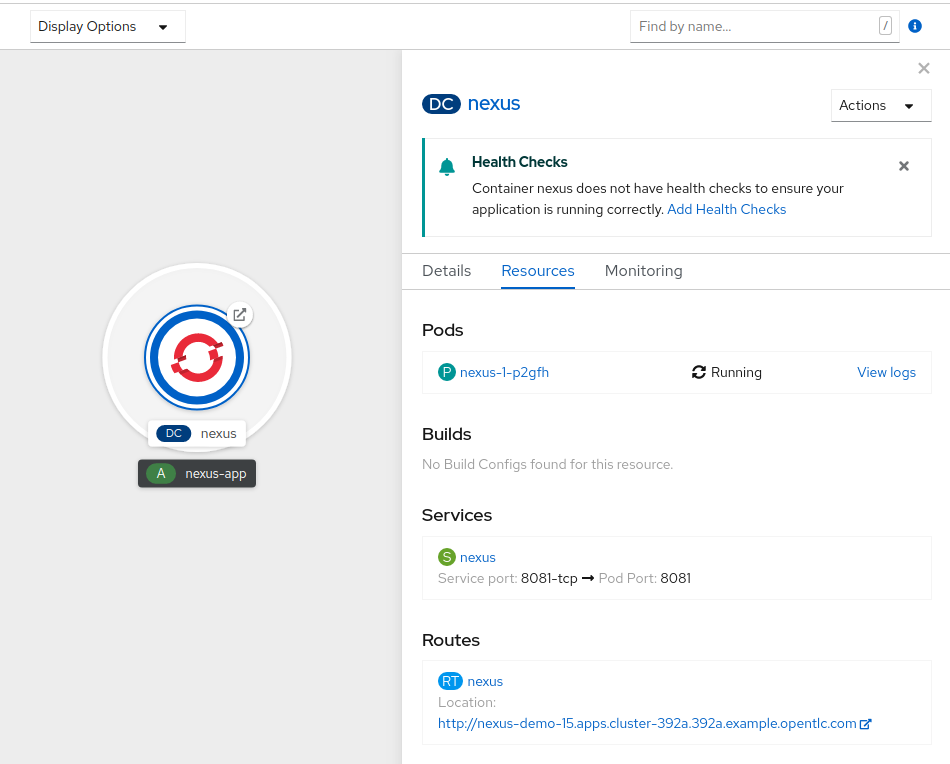 Display Options
Find by name...
/
DC nexus
Actions
Health Checks
Container nexus does not have health checks to ensure your
application is running correctly. Add Health Checks
Details Resources Monitoring
Pods
P nexus-1-p2gfh Running View logs
Builds
No Build Configs found for this resource.
Services
S nexus
Service port: 8081-tcp → Pod Port: 8081
Routes
RT nexus
Location:
http://nexus-demo-15.apps.cluster-392a.392a.example.opentlc.com
DC nexus
A nexus-app